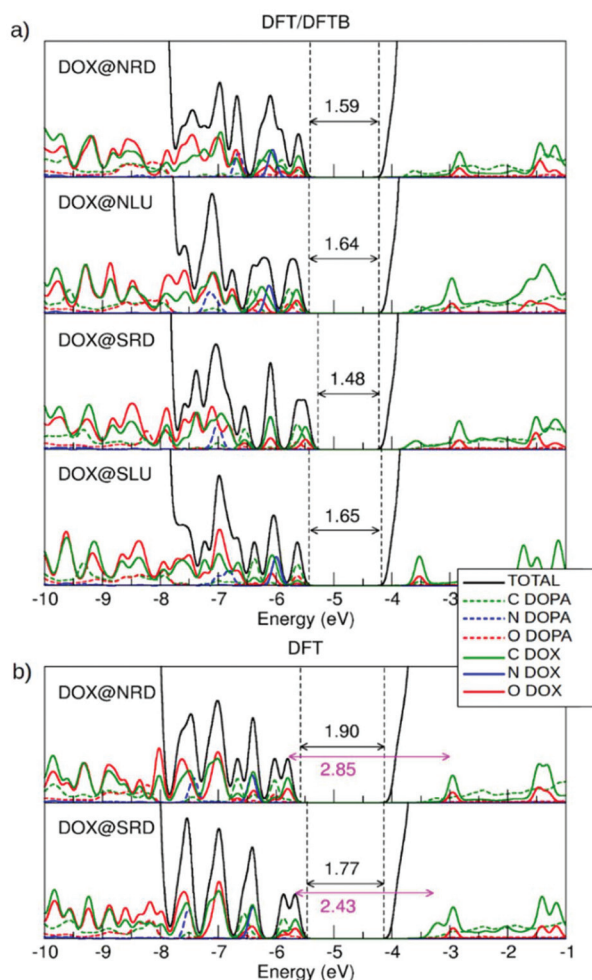 a)
DFT/DFTB
DOX@NRD
1.59
DOX@NLU
1.64
DOX@SRD
1.48
DOX@SLU
1.65
-10 -9 -8 -7 -6 -5 -4 -3
Energy (eV)
TOTAL
C DOPA
N DOPA
O DOPA
C DOX
N DOX
O DOX
DFT
b)
DOX@NRD
1.90
2.85
DOX@SRD
1.77
2.43
-10 -9 -8 -7 -6 -5 -4 -3 -2 -1
Energy (eV)